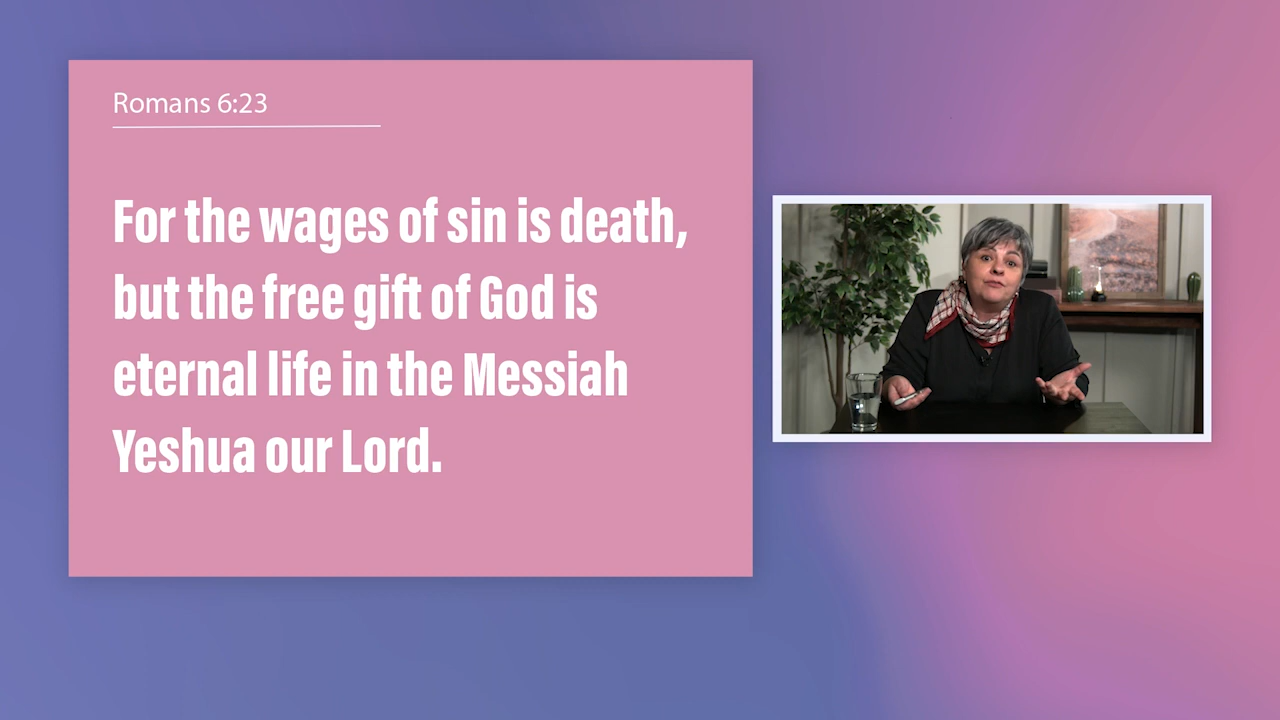 Romans 6:23
For the wages of sin is death,
but the free gift of God is
eternal life in the Messiah
Yeshua our Lord.